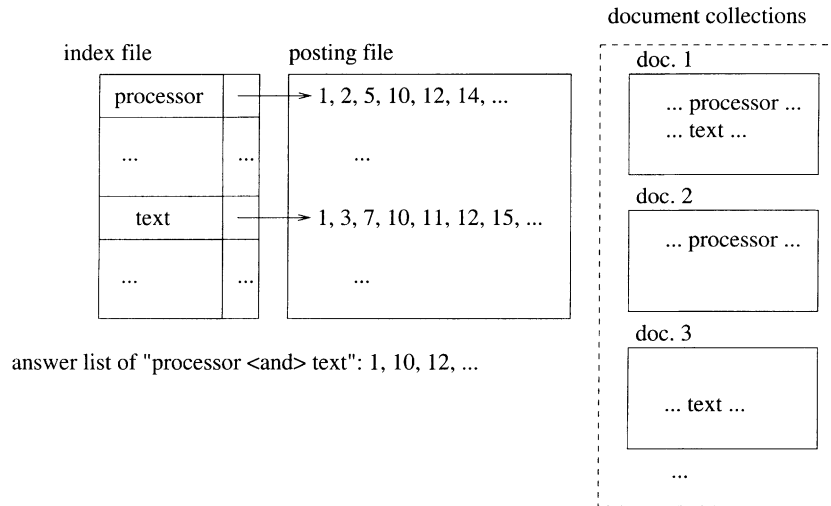 document collections
index file
posting file
doc. 1
processor
1, 2, 5, 10, 12, 14, ...
... processor ...
... text ...
...
...
...
doc. 2
text
1, 3, 7, 10, 11, 12, 15, ...
... processor ...
...
...
...
doc. 3
answer list of "processor <and> text": 1, 10, 12, ...
... text ...
...